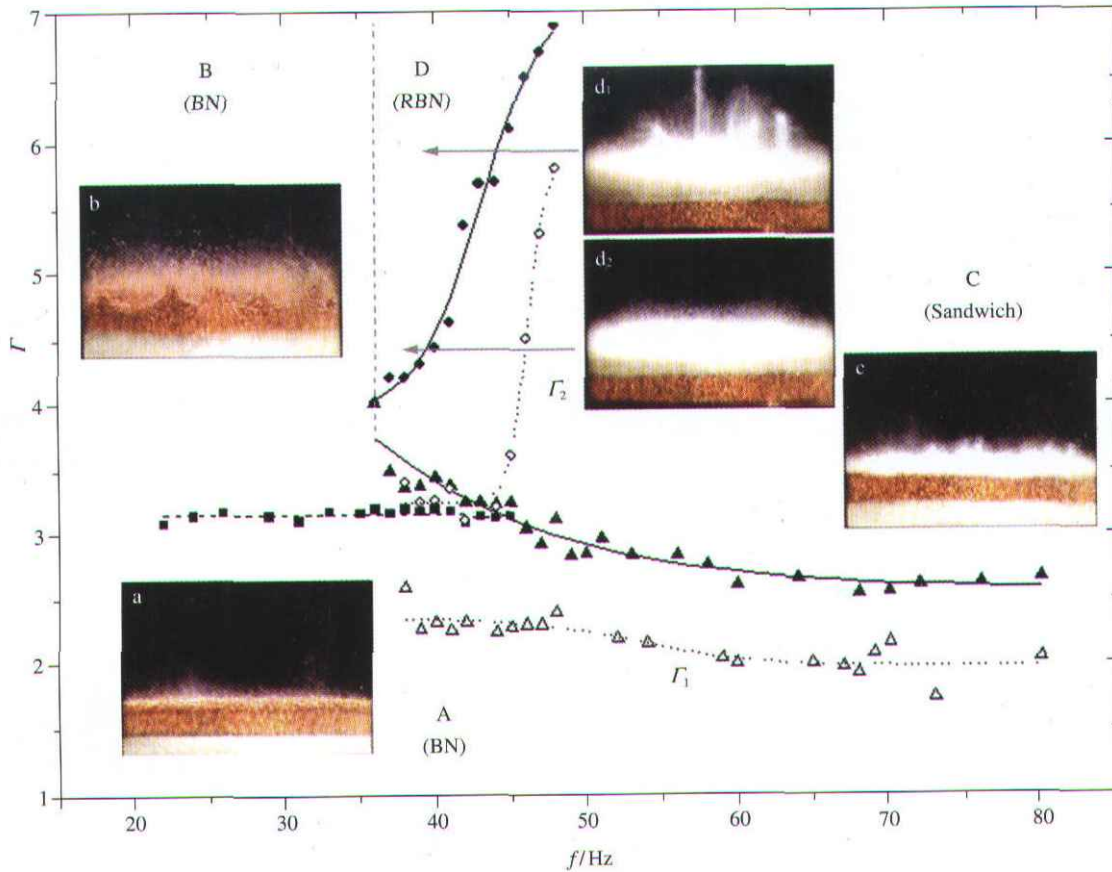 7
6
5
4
3
2
1
Γ
20
30
40
50
60
70
80
f/Hz
B
(BN)
D
(RBN)
C
(Sandwich)
A
(BN)
Γ₂
Γ₁
a
b
c
d₁
d₂